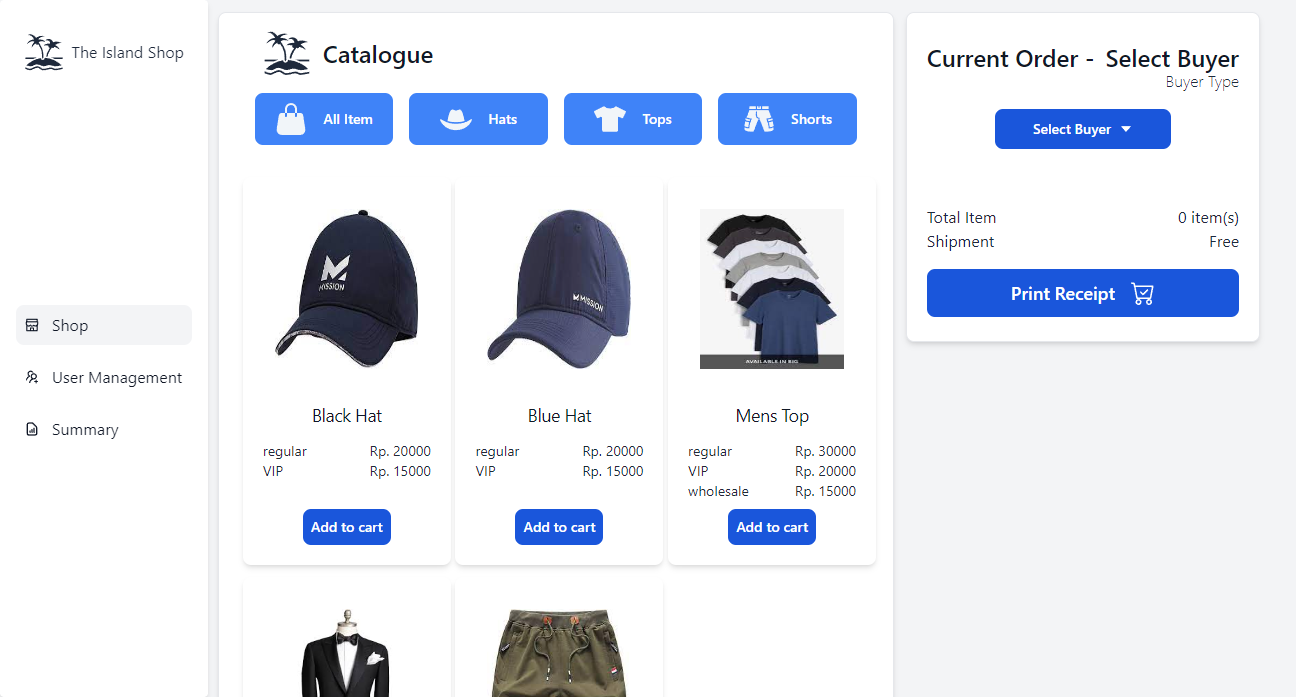 The Island Shop
Shop
User Management
Summary
Catalogue
All Item
Hats
Tops
Shorts
MISSION
Black Hat
regular Rp. 20000
VIP Rp. 15000
Add to cart
MISSION
Blue Hat
regular Rp. 20000
VIP Rp. 15000
Add to cart
AVAILABLE IN BIG
Mens Top
regular Rp. 30000
VIP Rp. 20000
wholesale Rp. 15000
Add to cart
Current Order - Select Buyer
Buyer Type
Select Buyer
Total Item 0 item(s)
Shipment Free
Print Receipt